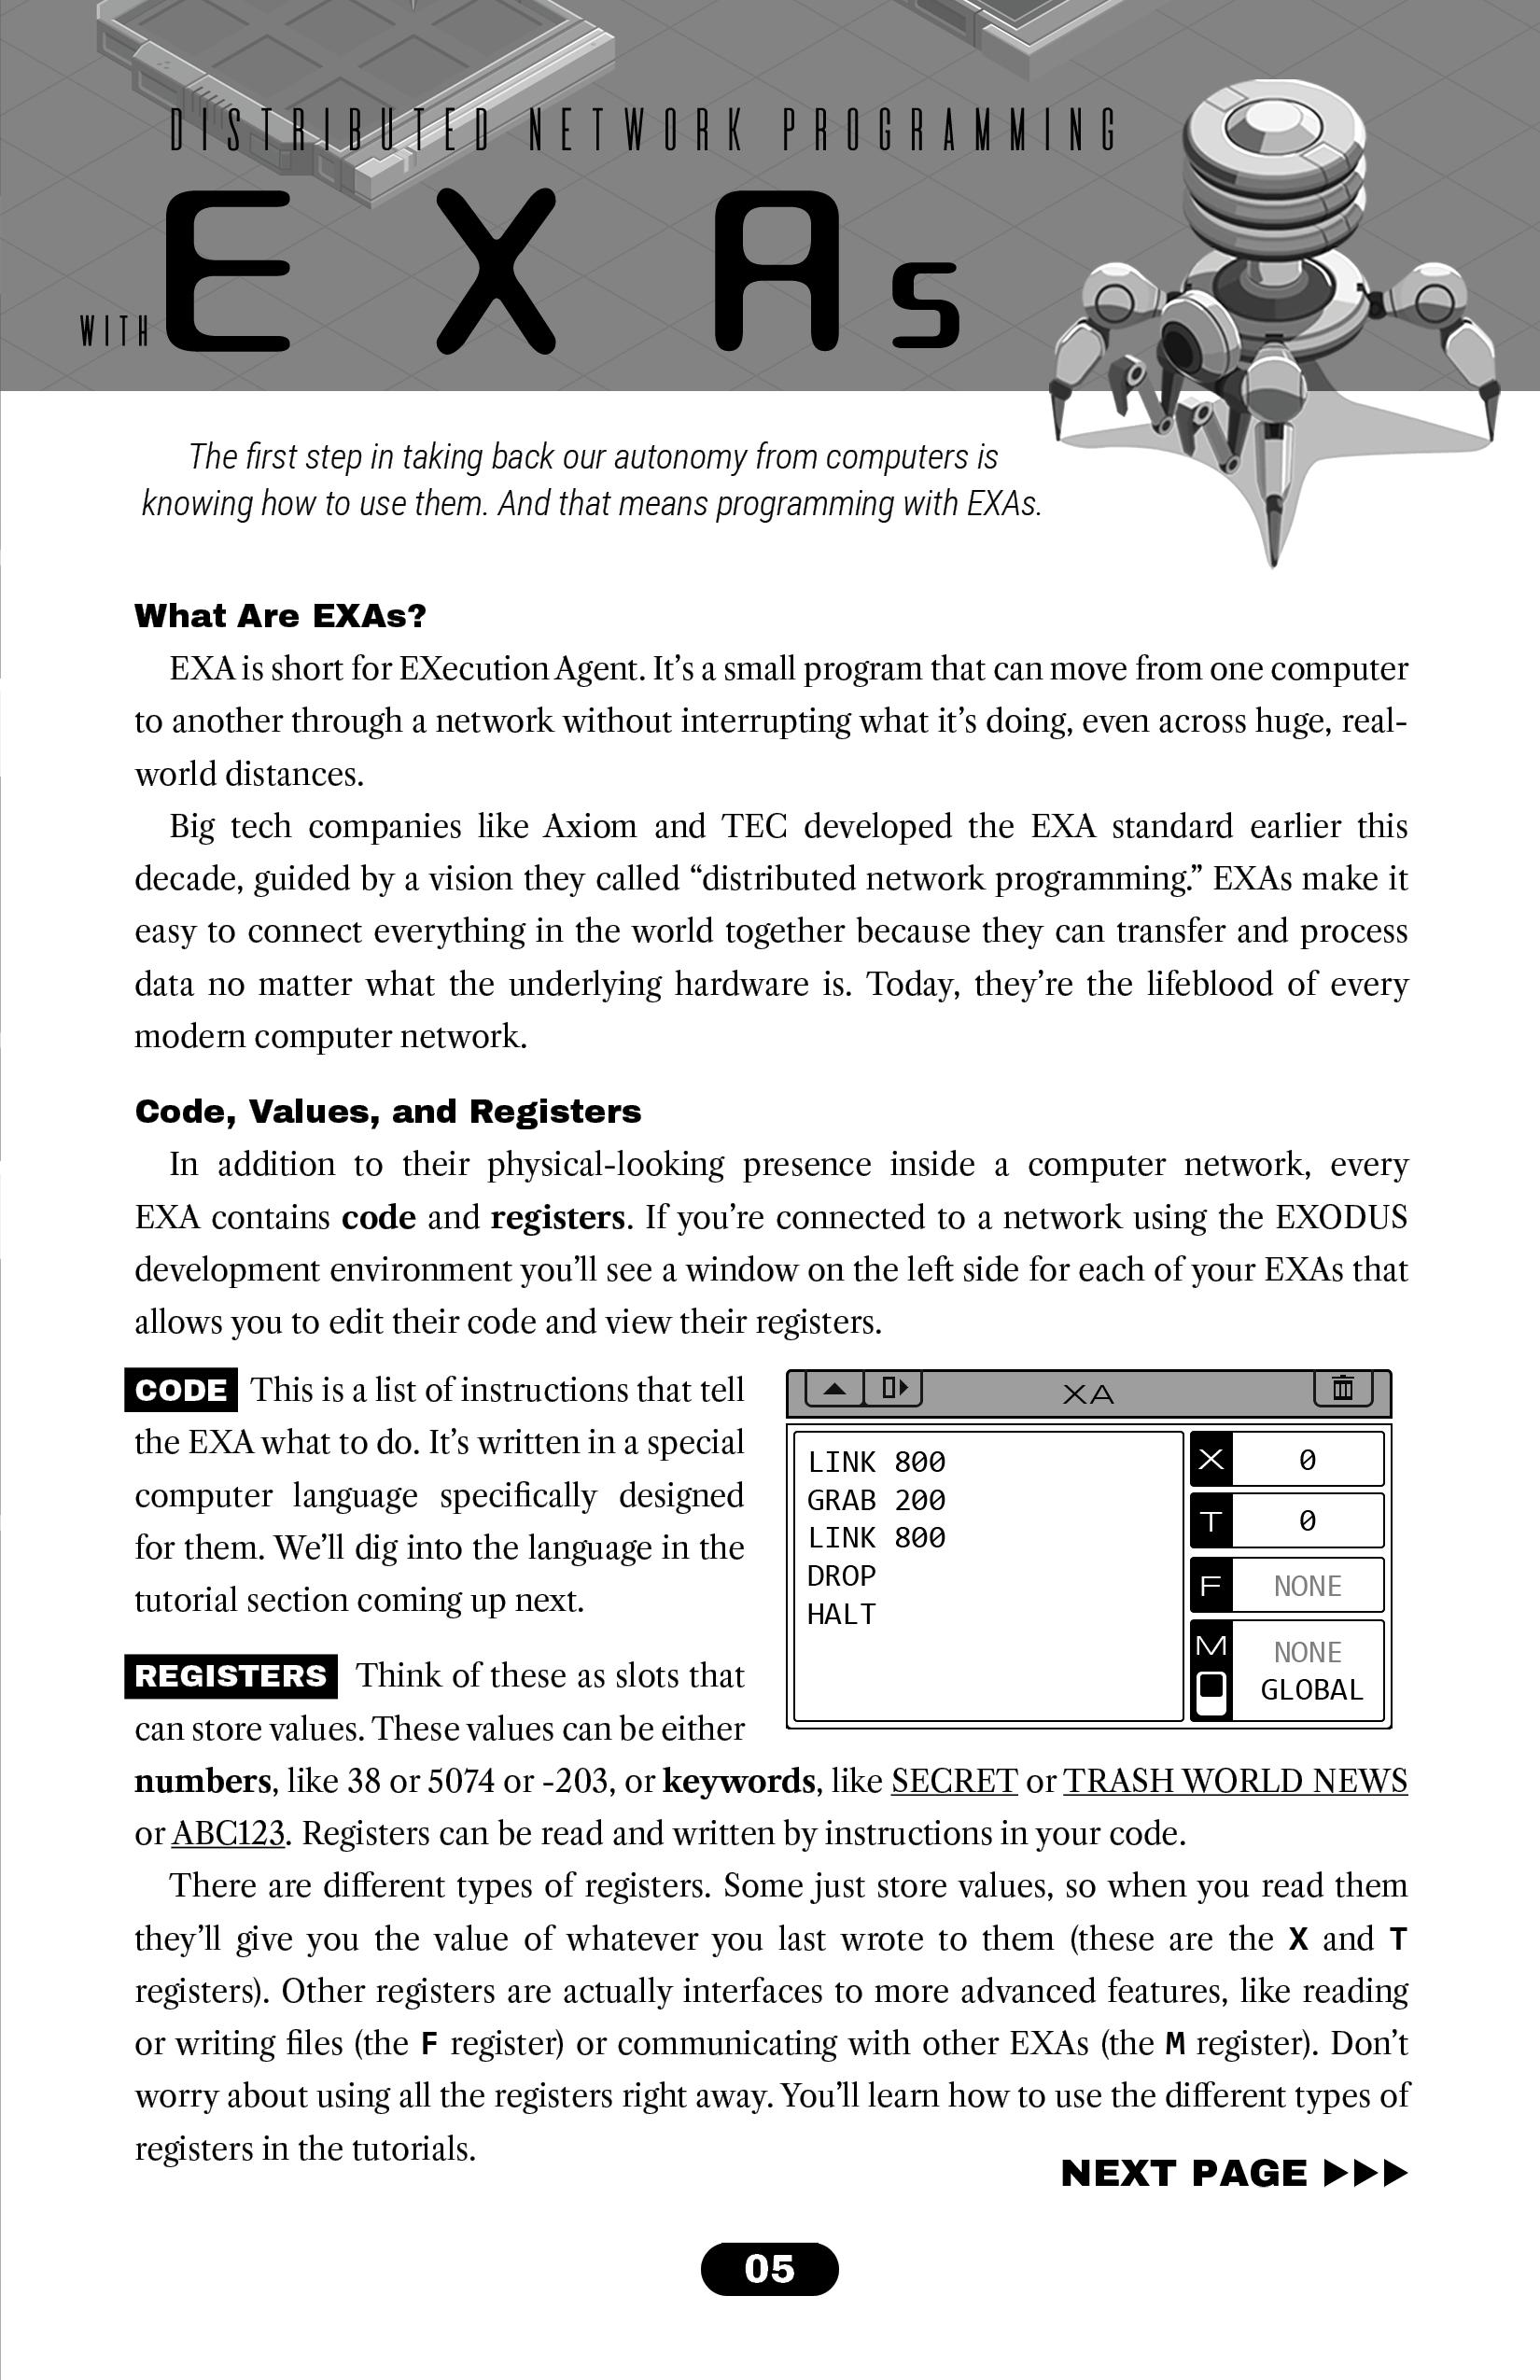 DISTRIBUTED NETWORK PROGRAMMING
WITH EXAs
The first step in taking back our autonomy from computers is
knowing how to use them. And that means programming with EXAs.
What Are EXAs?
EXA is short for EXecution Agent. It’s a small program that can move from one computer
to another through a network without interrupting what it’s doing, even across huge, real-
world distances.
Big tech companies like Axiom and TEC developed the EXA standard earlier this
decade, guided by a vision they called “distributed network programming.” EXAs make it
easy to connect everything in the world together because they can transfer and process
data no matter what the underlying hardware is. Today, they’re the lifeblood of every
modern computer network.
Code, Values, and Registers
In addition to their physical-looking presence inside a computer network, every
EXA contains code and registers. If you’re connected to a network using the EXODUS
development environment you’ll see a window on the left side for each of your EXAs that
allows you to edit their code and view their registers.
CODE This is a list of instructions that tell
the EXA what to do. It’s written in a special
computer language specifically designed
for them. We’ll dig into the language in the
tutorial section coming up next.
XA
LINK 800
GRAB 200
LINK 800
DROP
HALT
X 0
T 0
F NONE
M NONE
GLOBAL
REGISTERS Think of these as slots that
can store values. These values can be either
numbers, like 38 or 5074 or -203, or keywords, like SECRET or TRASH WORLD NEWS
or ABC123. Registers can be read and written by instructions in your code.
There are different types of registers. Some just store values, so when you read them
they’ll give you the value of whatever you last wrote to them (these are the X and T
registers). Other registers are actually interfaces to more advanced features, like reading
or writing files (the F register) or communicating with other EXAs (the M register). Don’t
worry about using all the registers right away. You’ll learn how to use the different types of
registers in the tutorials.
NEXT PAGE
05